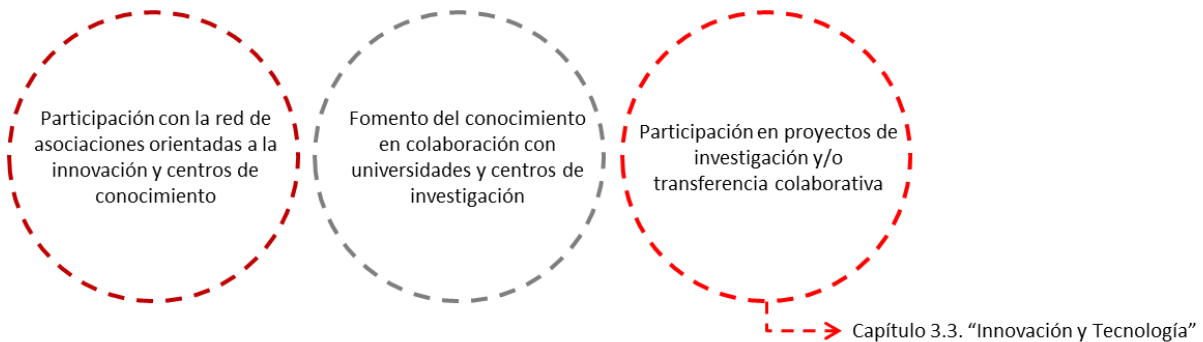 Participación con la red de
asociaciones orientadas a la
innovación y centros de
conocimiento
Fomento del conocimiento
en colaboración con
universidades y centros de
investigación
Participación en proyectos de
investigación y/o
transferencia colaborativa
Capítulo 3.3. “Innovación y Tecnología”